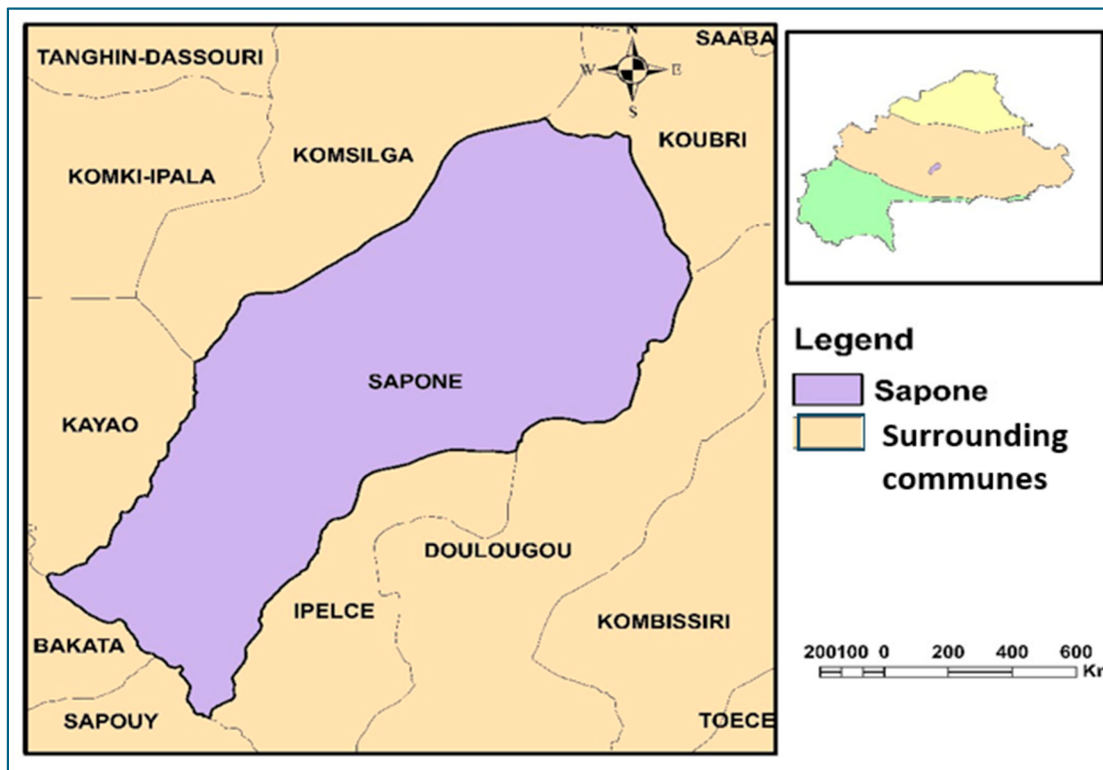 N
SAABA
TANGHIN-DASSOURI
W
E
S
KOUBRI
KOMSILGA
KOMKI-IPALA
SAPONE
KAYAO
DOULOUGOU
IPELCE
KOMBISSIRI
BAKATA
SAPOUY
TOECE
Legend
Sapone
Surrounding
communes
200100 0 200 400 600
Km